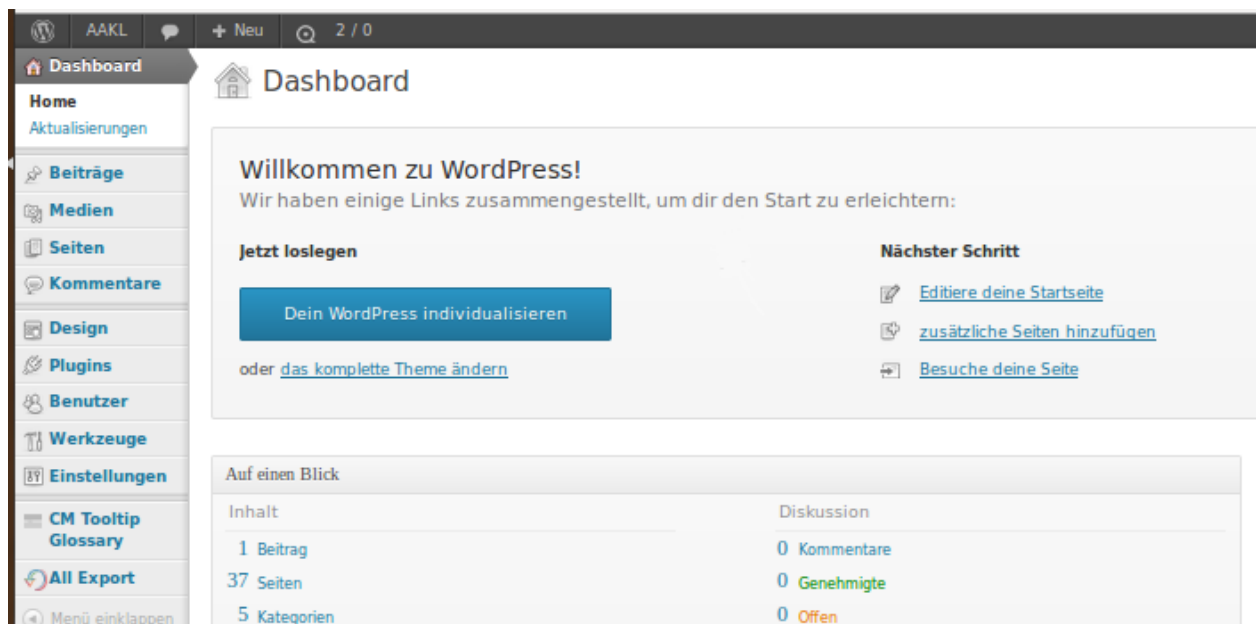 AAKL + Neu 2 / 0
Dashboard
Home
Aktualisierungen
Beiträge
Medien
Seiten
Kommentare
Design
Plugins
Benutzer
Werkzeuge
Einstellungen
CM Tooltip
Glossary
All Export
Menü einklappen
Dashboard
Willkommen zu WordPress!
Wir haben einige Links zusammengestellt, um dir den Start zu erleichtern:
Jetzt loslegen
Dein WordPress individualisieren
oder das komplette Theme ändern
Nächster Schritt
Editiere deine Startseite
zusätzliche Seiten hinzufügen
Besuche deine Seite
Auf einen Blick
Inhalt
1 Beitrag
37 Seiten
5 Kategorien
Diskussion
0 Kommentare
0 Genehmigte
0 Offen